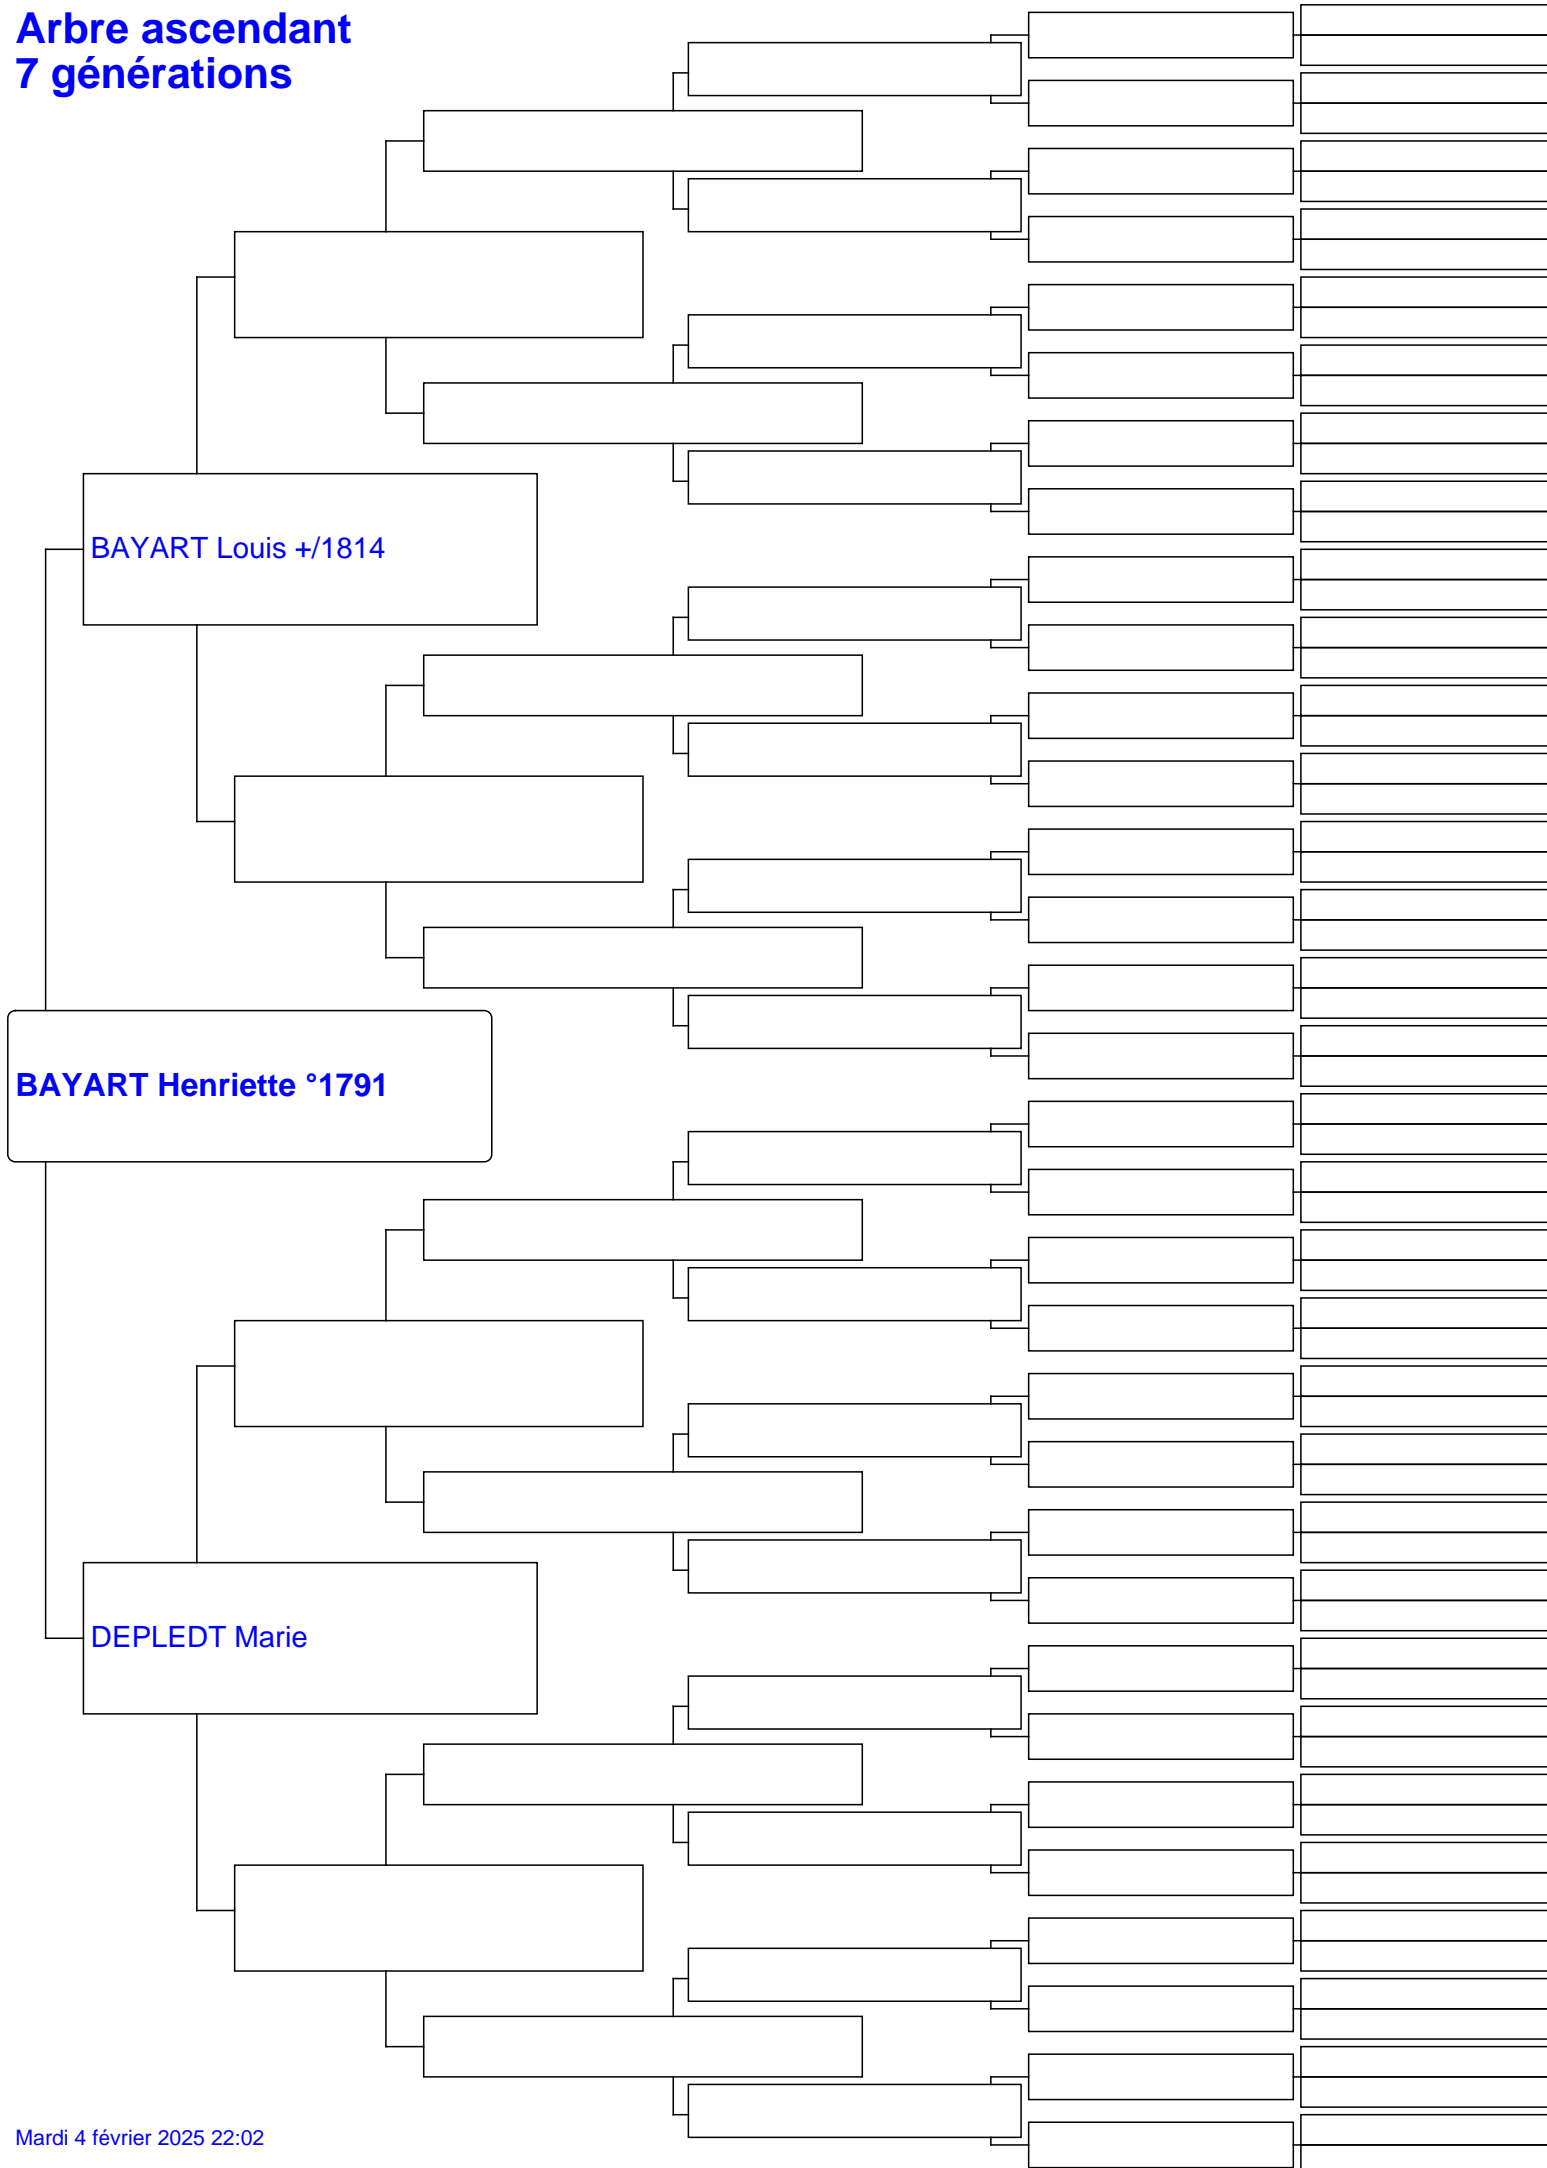 Arbre ascendant
7 générations
BAYART Louis +/1814
BAYART Henriette °1791
DEPLEDT Marie
Mardi 4 février 2025 22:02